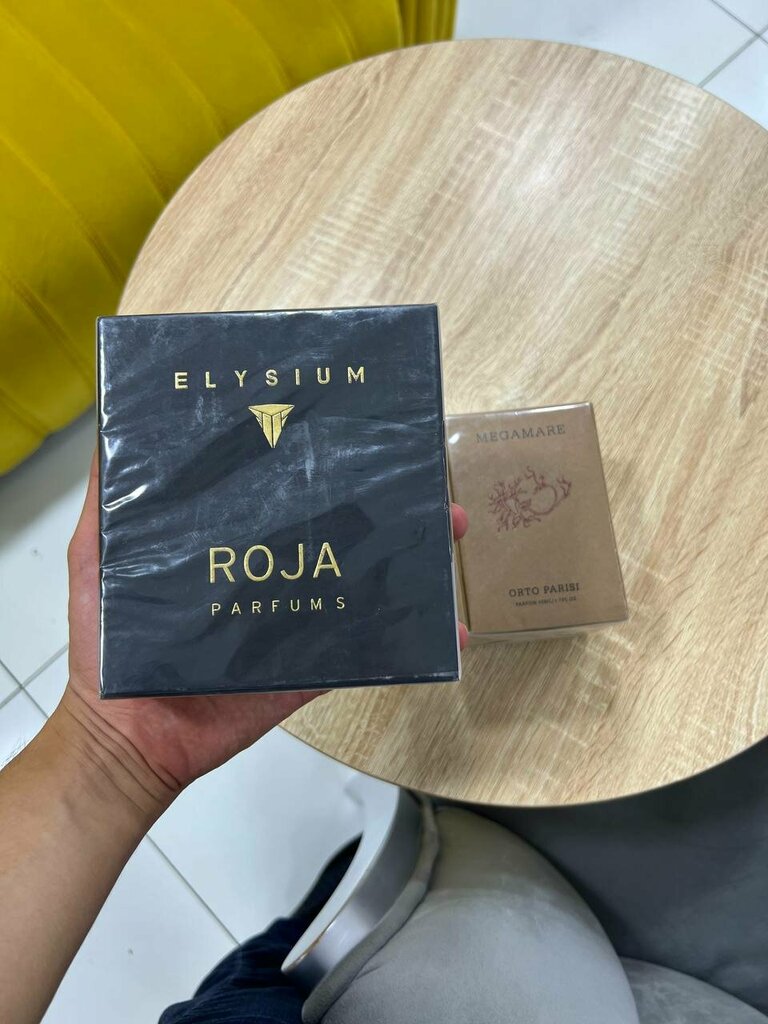 ELYSIUM
ROJA
PARFUMS
MEGAMARE
ORTO PARISI